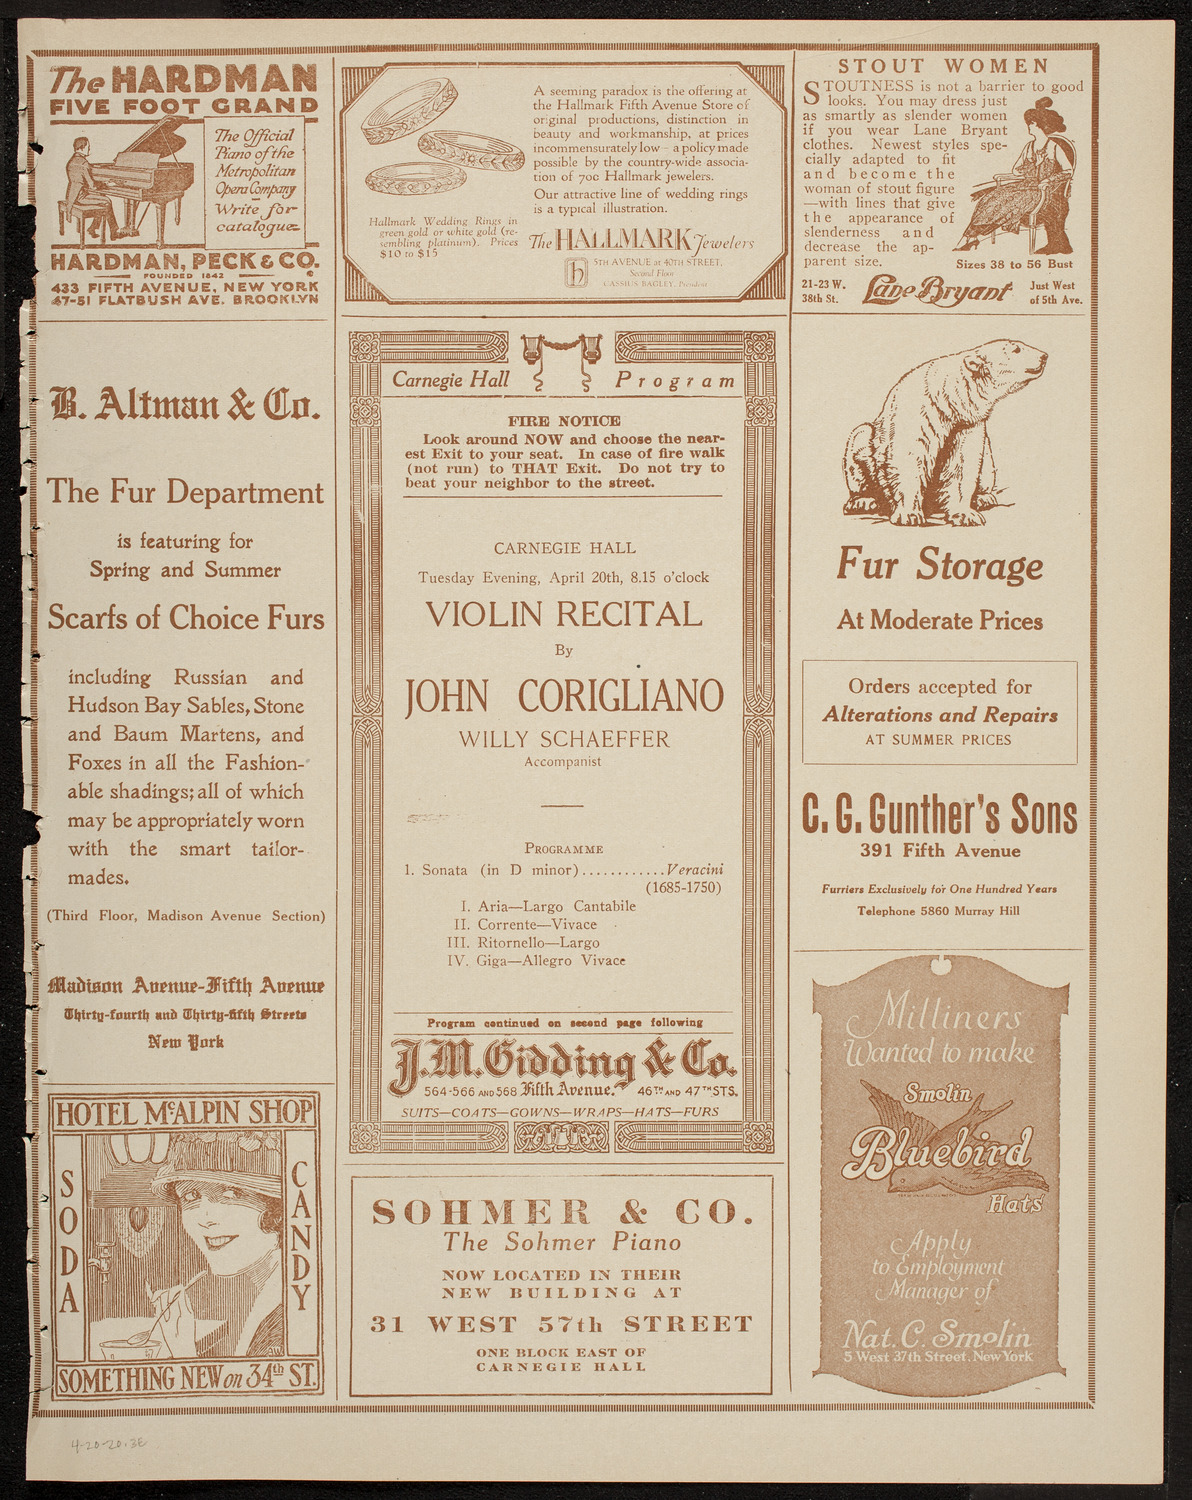 The HARDMAN
FIVE FOOT GRAND
The Official
Piano of the
Metropolitan
Opera Company
Write for
catalogue
HARDMAN, PECK & CO.
FOUNDED 1842
433 FIFTH AVENUE, NEW YORK
47-51 FLATBUSH AVE. BROOKLYN
B. Altman & Co.
The Fur Department
is featuring for
Spring and Summer
Scarfs of Choice Furs
including Russian and
Hudson Bay Sables, Stone
and Baum Martens, and
Foxes in all the Fashion-
able shadings; all of which
may be appropriately worn
with the smart tailor-
mades.
(Third Floor, Madison Avenue Section)
Madison Avenue-Fifth Avenue
Thirty-fourth and Thirty-fifth Streets
New York
HOTEL McALPIN SHOP
SODA
CANDY
SOMETHING NEW on 34th ST.
A seeming paradox is the offering at
the Hallmark Fifth Avenue Store of
original productions, distinction in
beauty and workmanship, at prices
incommensurately low - a policy made
possible by the country-wide associa-
tion of 700 Hallmark jewelers.
Our attractive line of wedding rings
is a typical illustration.
Hallmark Wedding Rings in
green gold or white gold (re-
sembling platinum). Prices
$10 to $15
The HALLMARK Jewelers
h
5TH AVENUE at 40TH STREET,
Second Floor
CASSIUS BAGLEY, President
Carnegie Hall Program
FIRE NOTICE
Look around NOW and choose the near-
est Exit to your seat. In case of fire walk
(not run) to THAT Exit. Do not try to
beat your neighbor to the street.
CARNEGIE HALL
Tuesday Evening, April 20th, 8.15 o'clock
VIOLIN RECITAL
By
JOHN CORIGLIANO
WILLY SCHAEFFER
Accompanist
PROGRAMME
1. Sonata (in D minor)............Veracini
(1685-1750)
I. Aria—Largo Cantabile
II. Corrente—Vivace
III. Ritornello—Largo
IV. Giga—Allegro Vivace
Program continued on second page following
J.M. Gidding & Co.
564-566 AND 568 Fifth Avenue. 46TH AND 47TH STS.
SUITS—COATS—GOWNS—WRAPS—HATS—FURS
SOHMER & CO.
The Sohmer Piano
NOW LOCATED IN THEIR
NEW BUILDING AT
31 WEST 57th STREET
ONE BLOCK EAST OF
CARNEGIE HALL
STOUT WOMEN
STOUTNESS is not a barrier to good
looks. You may dress just
as smartly as slender women
if you wear Lane Bryant
clothes. Newest styles spe-
cially adapted to fit
and become the
woman of stout figure
—with lines that give
the appearance of
slenderness and
decrease the ap-
parent size.
Sizes 38 to 56 Bust
21-23 W.
38th St.
Lane Bryant
Just West
of 5th Ave.
Fur Storage
At Moderate Prices
Orders accepted for
Alterations and Repairs
AT SUMMER PRICES
C. G. Gunther's Sons
391 Fifth Avenue
Furriers Exclusively for One Hundred Years
Telephone 5860 Murray Hill
Milliners
Wanted to make
Smolin
Bluebird
Hats
Apply
to Employment
Manager of
Nat. C. Smolin
5 West 37th Street, New York
4-20-20.3E